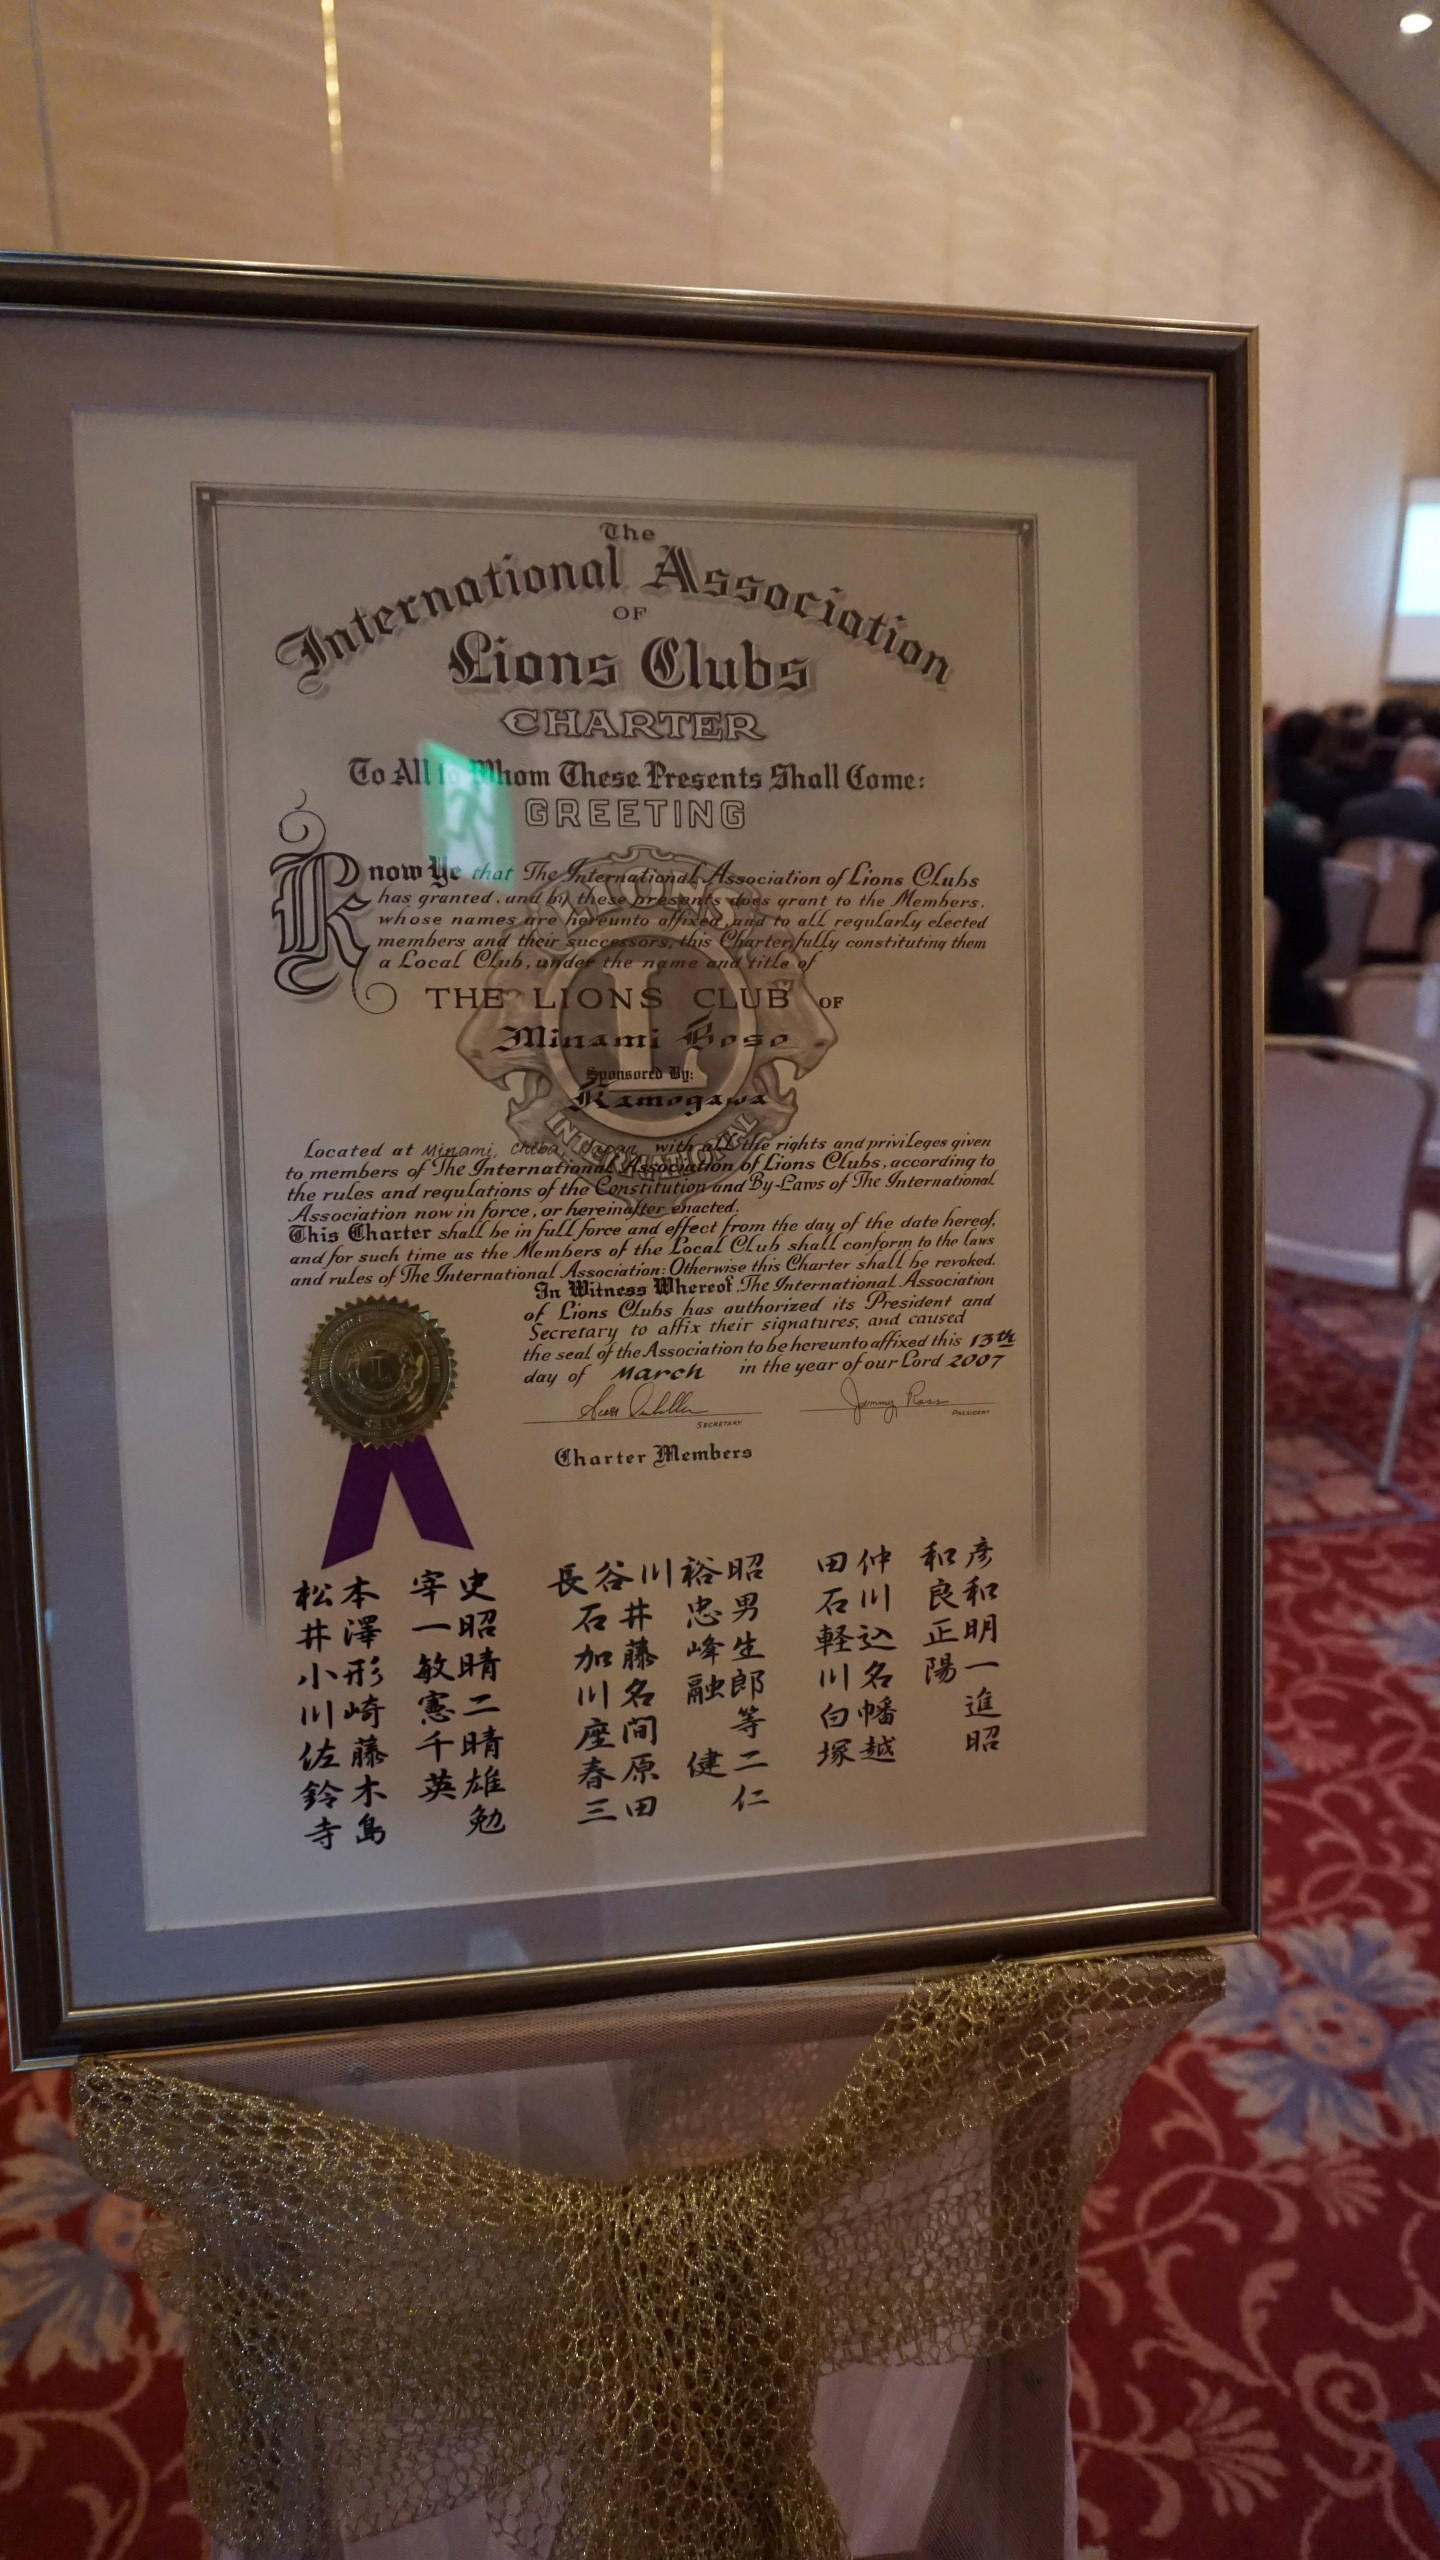 The
International Association
OF
Lions Clubs
CHARTER
To All to Whom These Presents Shall Come:
GREETING
Know Ye that The International Association of Lions Clubs
has granted, and by these presents does grant to the Members,
whose names are hereunto affixed, and to all regularly elected
members and their successors, this Charter, fully constituting them
a Local Club, under the name and title of
THE LIONS CLUB OF
Minami Boso
Sponsored By:
Kamogawa
Located at Minami, Chiba Japan with all the rights and privileges given
to members of The International Association of Lions Clubs, according to
the rules and regulations of the Constitution and By-Laws of The International
Association now in force, or hereinafter enacted.
This Charter shall be in full force and effect from the day of the date hereof,
and for such time as the Members of the Local Club shall conform to the laws
and rules of The International Association: Otherwise this Charter shall be revoked.
In Witness Whereof, The International Association
of Lions Clubs has authorized its President and
Secretary to affix their signatures, and caused
the seal of the Association to be hereunto affixed this 13th
day of March in the year of our Lord 2007
Jimmy Ross
SECRETARY
PRESIDENT
Charter Members
松本 宰史
井澤 一昭
小形 敏晴
川崎 憲二
佐藤 千晴
鈴木 英雄
寺島 勉
長谷川 裕昭
石井 忠男
加藤 峰生
川名 融郎
座間 等
春原 健二
三田 仁
田仲 和彦
石川 良和
軽込 正明
川名 陽一
白幡 進
塚越 昭
L
INTERNATIONAL